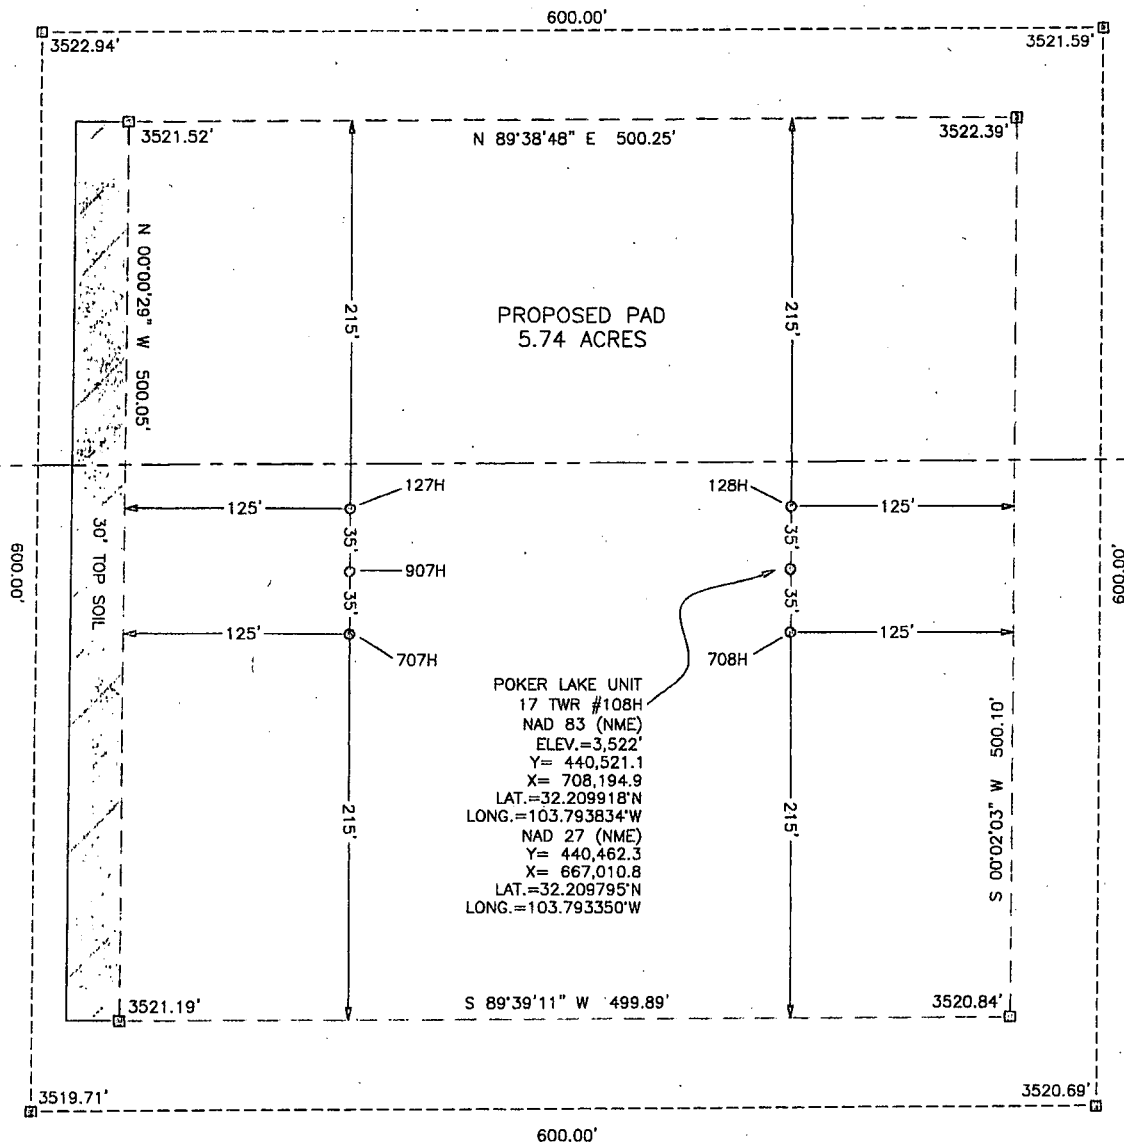 600.00'
3522.94'
3521.59'
3521.52'
N 89°38'48" E 500.25'
3522.39'
N 00°00'29" W 500.05'
215'
PROPOSED PAD
5.74 ACRES
215'
127H
128H
125'
125'
35'
35'
907H
30' TOP SOIL
600.00'
600.00'
35'
35'
125'
125'
707H
708H
POKER LAKE UNIT
17 TWR #108H
NAD 83 (NME)
ELEV.=3,522'
Y= 440,521.1
X= 708,194.9
LAT.=32.209918°N
LONG.=103.793834°W
NAD 27 (NME)
Y= 440,462.3
X= 667,010.8
LAT.=32.209795°N
LONG.=103.793350°W
215'
215'
S 00°02'03" W 500.10'
3521.19'
S 89°39'11" W 499.89'
3520.84'
3519.71'
3520.69'
600.00'